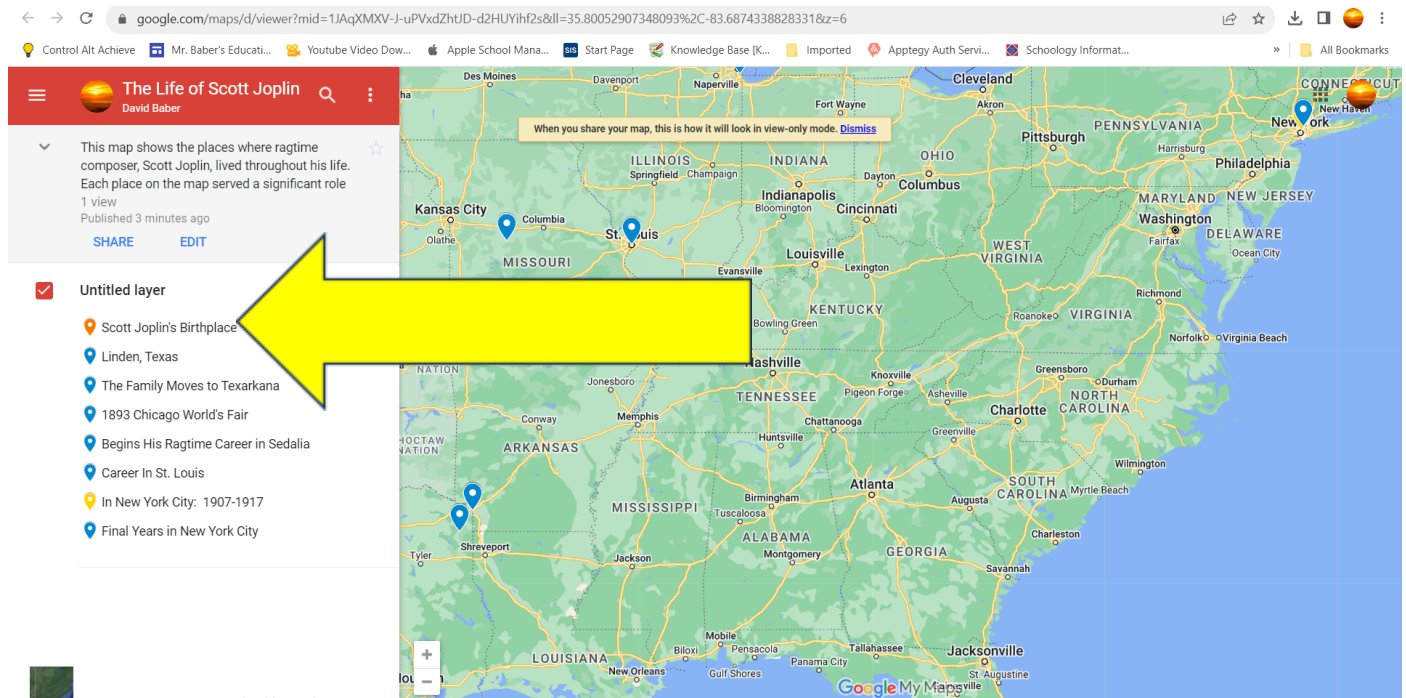 google.com/maps/d/viewer?mid=1JAqXMXV-J-uPVxdZhtJD-d2HUYihf2s&ll=35.80052907348093%2C-83.6874338828331&z=6
Control Alt Achieve Mr. Baber's Educati... Youtube Video Dow... Apple School Mana... SIS Start Page Knowledge Base [K... Imported Apptegy Auth Servi... Schoology Informat... » All Bookmarks
The Life of Scott Joplin
David Baber
This map shows the places where ragtime
composer, Scott Joplin, lived throughout his life.
Each place on the map served a significant role
1 view
Published 3 minutes ago
SHARE EDIT
Untitled layer
Scott Joplin's Birthplace
Linden, Texas
The Family Moves to Texarkana
1893 Chicago World's Fair
Begins His Ragtime Career in Sedalia
Career In St. Louis
In New York City: 1907-1917
Final Years in New York City
When you share your map, this is how it will look in view-only mode. Dismiss
Des Moines
Davenport
Naperville
Cleveland
Akron
Fort Wayne
Pittsburgh
PENNSYLVANIA
Harrisburg
Philadelphia
New Haven
ILLINOIS
Springfield
Champaign
INDIANA
OHIO
Dayton
Columbus
Indianapolis
Bloomington
Cincinnati
MARYLAND
NEW JERSEY
Kansas City
Columbia
Olathe
Washington
Fairfax
DELAWARE
Ocean City
WEST
VIRGINIA
MISSOURI
Louisville
Lexington
Evansville
Richmond
KENTUCKY
Bowling Green
Roanoke
VIRGINIA
Norfolk
Virginia Beach
NATION
Jonesboro
Knoxville
Greensboro
Durham
TENNESSEE
Pigeon Forge
Asheville
NORTH
CAROLINA
Charlotte
Conway
Memphis
Chattanooga
Greenville
ARKANSAS
Huntsville
Wilmington
Atlanta
SOUTH
CAROLINA
Myrtle Beach
Augusta
MISSISSIPPI
Birmingham
Tuscaloosa
ALABAMA
Montgomery
GEORGIA
Charleston
Tyler
Shreveport
Jackson
Savannah
Mobile
Biloxi
Pensacola
Tallahassee
Jacksonville
LOUISIANA
New Orleans
Gulf Shores
Panama City
St. Augustine
Google My Maps